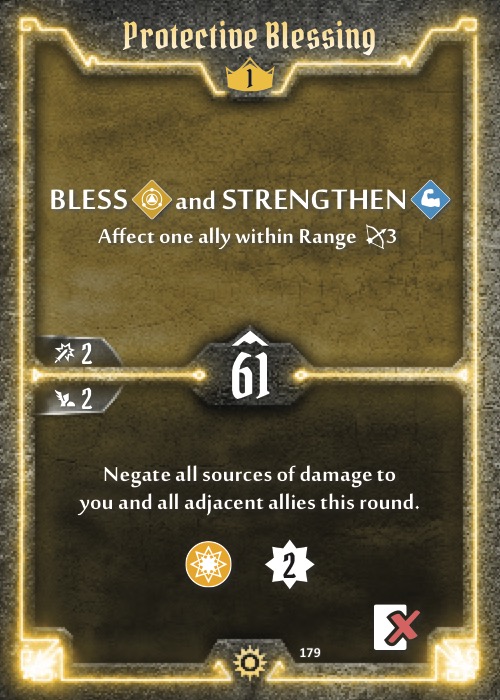 Protective Blessing
1
BLESS and STRENGTHEN
Affect one ally within Range 3
2
61
2
Negate all sources of damage to
you and all adjacent allies this round.
2
179